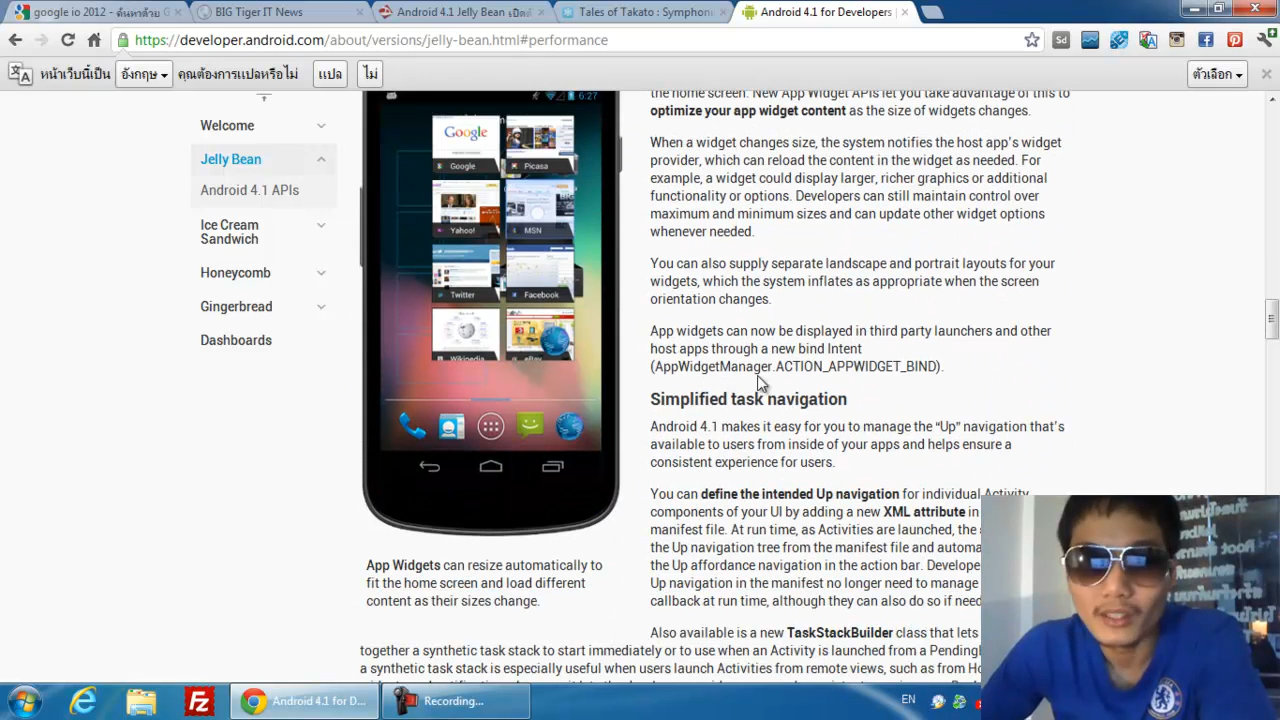 google io 2012 - ค้นหาด้วย G
BIG Tiger IT News
Android 4.1 Jelly Bean เปิดตั
Tales of Takato : Symphon
Android 4.1 for Developers
https://developer.android.com/about/versions/jelly-bean.html#performance
หน้าเว็บนี้เป็น อังกฤษ คุณต้องการแปลหรือไม่ แปล ไม่ ตัวเลือก
Welcome
Jelly Bean
Android 4.1 APIs
Ice Cream
Sandwich
Honeycomb
Gingerbread
Dashboards
6:27
Google
Google Picasa
Yahoo! MSN
Twitter Facebook
Wikipedia eBay
App Widgets can resize automatically to
fit the home screen and load different
content as their sizes change.
the home screen. New App Widget APIs let you take advantage of this to
optimize your app widget content as the size of widgets changes.
When a widget changes size, the system notifies the host app's widget
provider, which can reload the content in the widget as needed. For
example, a widget could display larger, richer graphics or additional
functionality or options. Developers can still maintain control over
maximum and minimum sizes and can update other widget options
whenever needed.
You can also supply separate landscape and portrait layouts for your
widgets, which the system inflates as appropriate when the screen
orientation changes.
App widgets can now be displayed in third party launchers and other
host apps through a new bind Intent
(AppWidgetManager.ACTION_APPWIDGET_BIND).
Simplified task navigation
Android 4.1 makes it easy for you to manage the “Up” navigation that's
available to users from inside of your apps and helps ensure a
consistent experience for users.
You can define the intended Up navigation for individual Activity
components of your UI by adding a new XML attribute in
manifest file. At run time, as Activities are launched, the s
the Up navigation tree from the manifest file and automa
the Up affordance navigation in the action bar. Develope
Up navigation in the manifest no longer need to manage
callback at run time, although they can also do so if need
Also available is a new TaskStackBuilder class that lets
together a synthetic task stack to start immediately or to use when an Activity is launched from a PendingI
a synthetic task stack is especially useful when users launch Activities from remote views, such as from Ho
Android 4.1 for D...
Recording...
EN